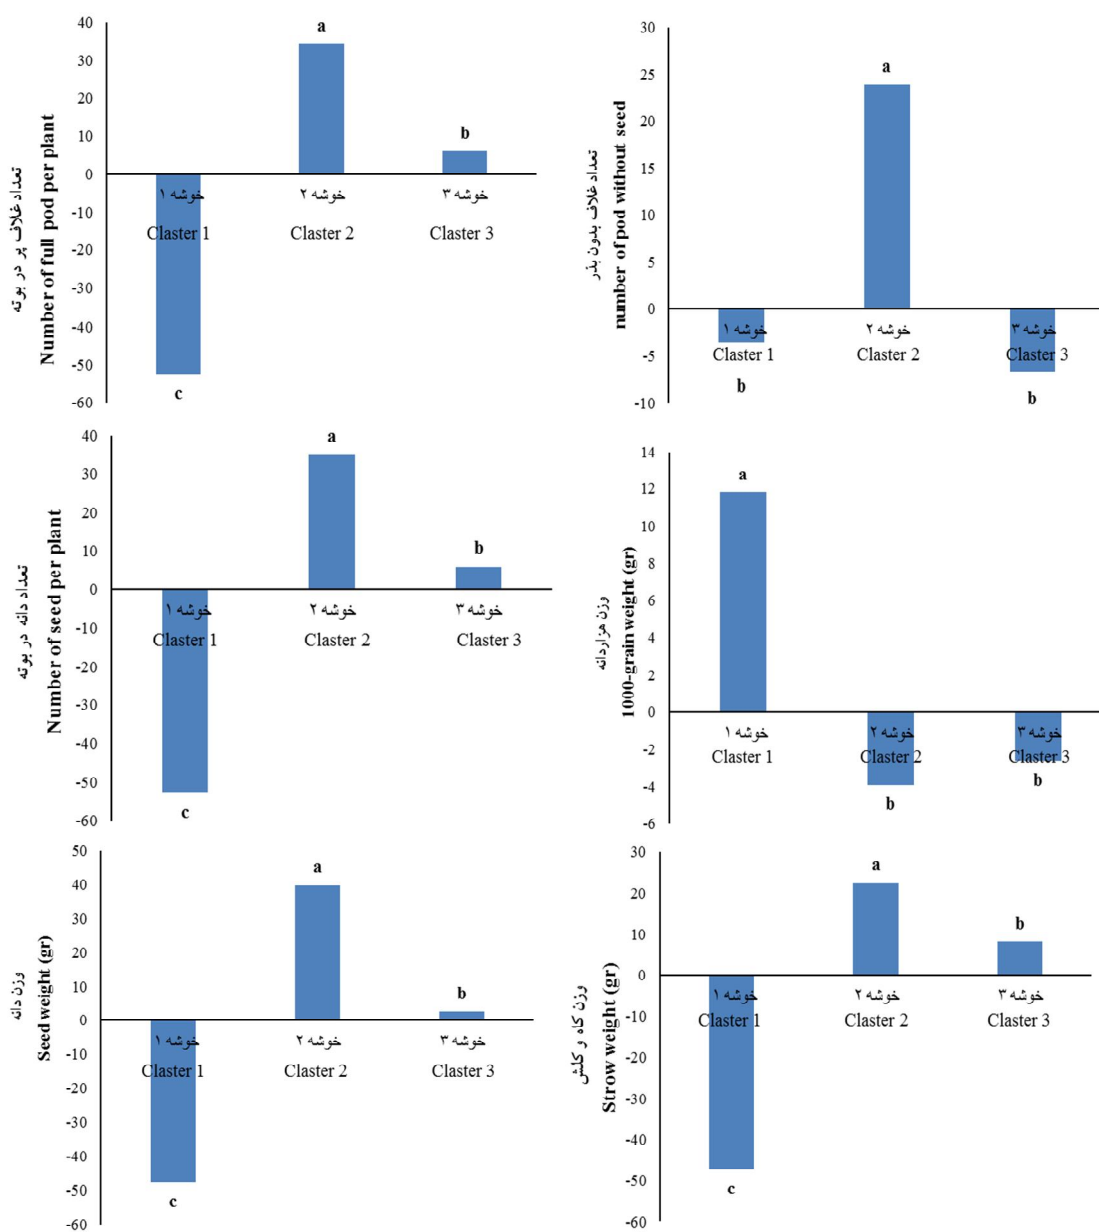 تعداد غلاف پر در بوته
Number of full pod per plant
40
30
20
10
0
-10
-20
-30
-40
-50
-60
a
b
c
خوشه ۱
خوشه ۲
خوشه ۳
Claster 1
Claster 2
Claster 3
تعداد غلاف بدون بذر
number of pod without seed
30
25
20
15
10
5
0
-5
-10
a
b
b
خوشه ۱
خوشه ۲
خوشه ۳
Claster 1
Claster 2
Claster 3
تعداد دانه در بوته
Number of seed per plant
40
30
20
10
0
-10
-20
-30
-40
-50
-60
a
b
c
خوشه ۱
خوشه ۲
خوشه ۳
Claster 1
Claster 2
Claster 3
وزن هزاردانه
1000-grain weight (gr)
14
12
10
8
6
4
2
0
-2
-4
-6
a
خوشه ۱
خوشه ۲
خوشه ۳
Claster 1
Claster 2
Claster 3
b
b
وزن دانه
Seed weight (gr)
50
40
30
20
10
0
-10
-20
-30
-40
-50
-60
a
b
c
خوشه ۱
خوشه ۲
خوشه ۳
Claster 1
Claster 2
Claster 3
وزن کاه و کلش
Strow weight (gr)
30
20
10
0
-10
-20
-30
-40
-50
-60
a
b
c
خوشه ۱
خوشه ۲
خوشه ۳
Claster 1
Claster 2
Claster 3